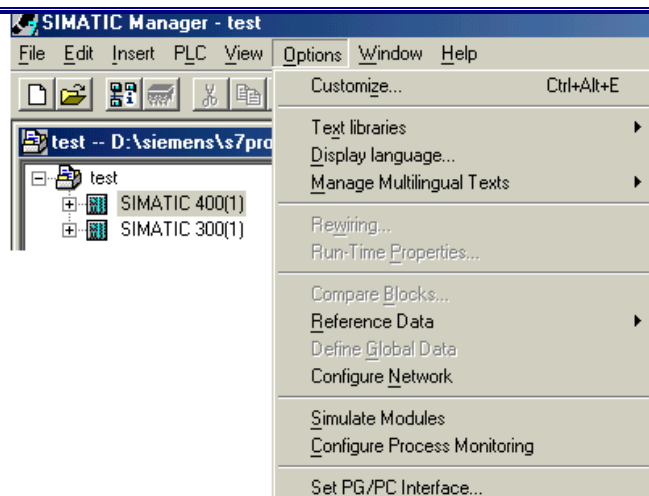 SIMATIC Manager - test
File Edit Insert PLC View Options Window Help
Customize... Ctrl+Alt+E
test -- D:\siemens\s7pro
Text libraries
Display language...
Manage Multilingual Texts
test
SIMATIC 400(1)
SIMATIC 300(1)
Rewiring...
Run-Time Properties...
Compare Blocks...
Reference Data
Define Global Data
Configure Network
Simulate Modules
Configure Process Monitoring
Set PG/PC Interface...